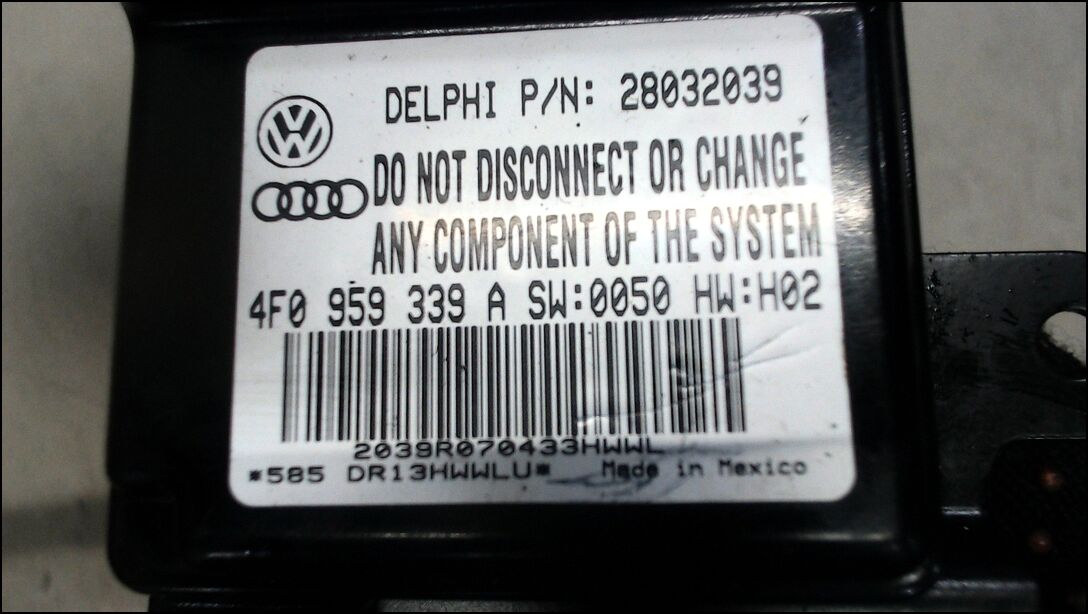 DELPHI P/N: 28032039
DO NOT DISCONNECT OR CHANGE
ANY COMPONENT OF THE SYSTEM
4F0 959 339 A SW:0050 HW:H02
2039R070433HWWL
*585 DR13HWWLU* Made in Mexico